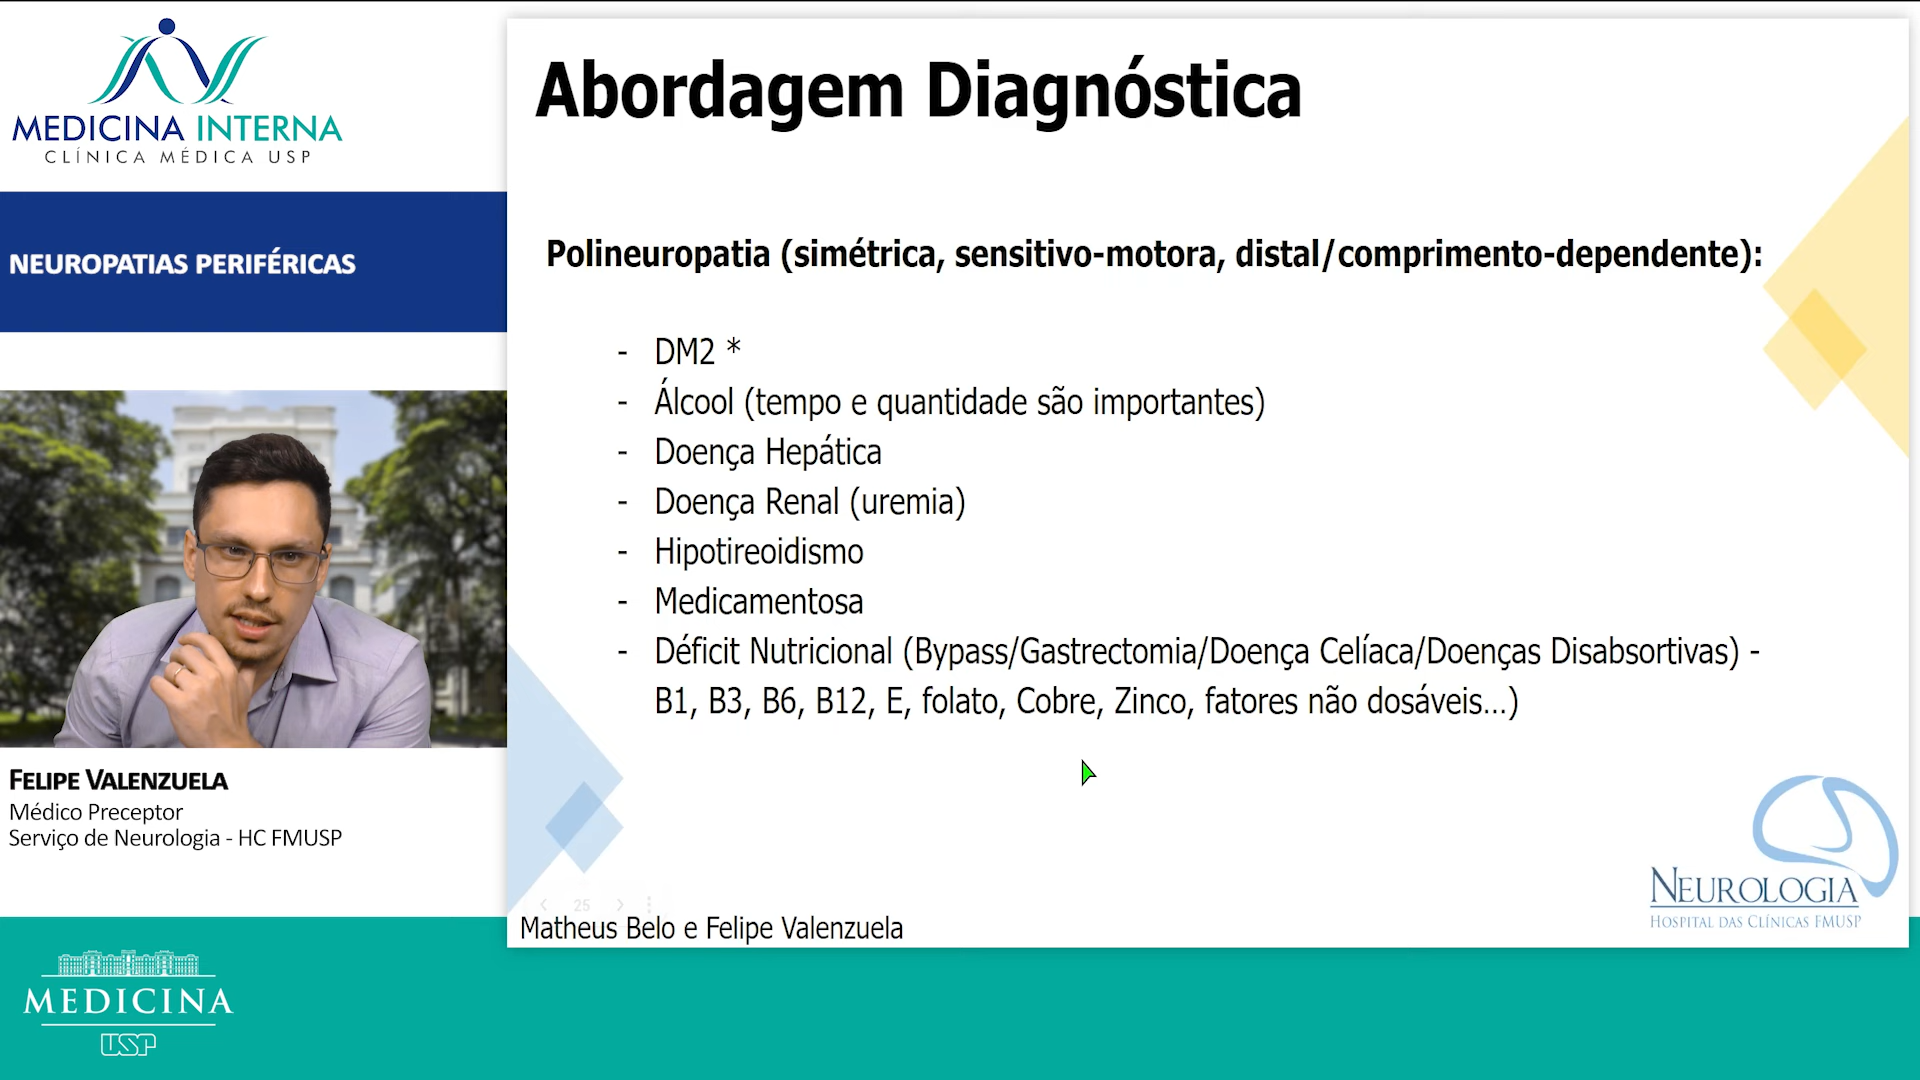 MEDICINA INTERNA
CLÍNICA MÉDICA USP
NEUROPATIAS PERIFÉRICAS
FELIPE VALENZUELA
Médico Preceptor
Serviço de Neurologia - HC FMUSP
MEDICINA
USP
Abordagem Diagnóstica
Polineuropatia (simétrica, sensitivo-motora, distal/comprimento-dependente):
- DM2 *
- Álcool (tempo e quantidade são importantes)
- Doença Hepática
- Doença Renal (uremia)
- Hipotireoidismo
- Medicamentosa
- Déficit Nutricional (Bypass/Gastrectomia/Doença Celíaca/Doenças Disabsortivas) -
B1, B3, B6, B12, E, folato, Cobre, Zinco, fatores não dosáveis...)
25
Matheus Belo e Felipe Valenzuela
NEUROLOGIA
HOSPITAL DAS CLÍNICAS FMUSP